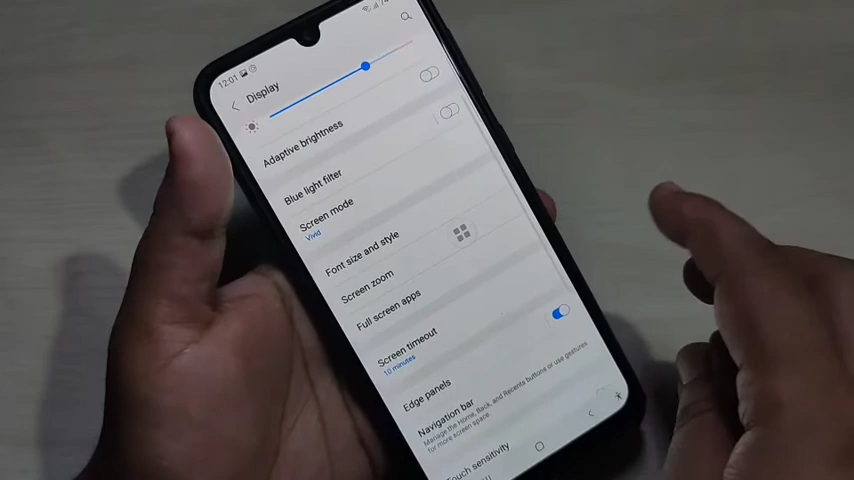 12:01
Display
Adaptive brightness
Blue light filter
Screen mode
Vivid
Font size and style
Screen zoom
Full screen apps
Screen timeout
10 minutes
Edge panels
Navigation bar
Manage the Home, Back, and Recents buttons or use gestures
for more screen space.
Touch sensitivity